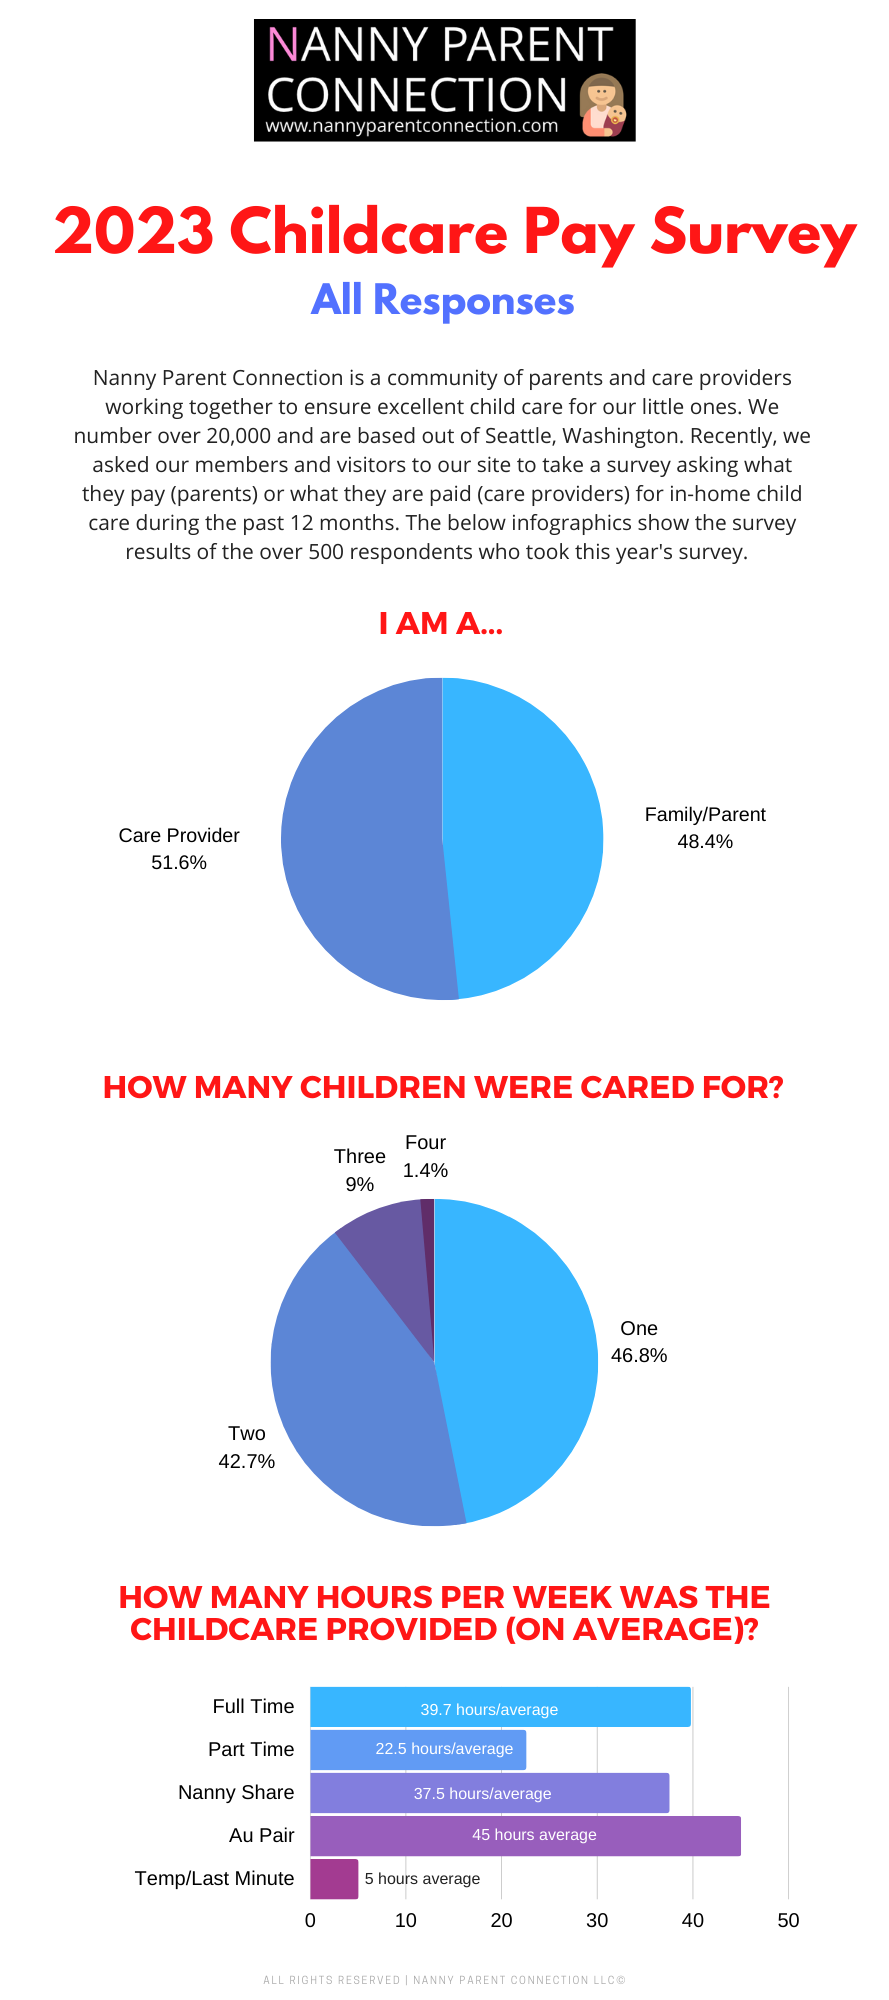 NANNY PARENT
CONNECTION
www.nannyparentconnection.com
2023 Childcare Pay Survey
All Responses
Nanny Parent Connection is a community of parents and care providers
working together to ensure excellent child care for our little ones. We
number over 20,000 and are based out of Seattle, Washington. Recently, we
asked our members and visitors to our site to take a survey asking what
they pay (parents) or what they are paid (care providers) for in-home child
care during the past 12 months. The below infographics show the survey
results of the over 500 respondents who took this year's survey.
I AM A...
Family/Parent
48.4%
Care Provider
51.6%
HOW MANY CHILDREN WERE CARED FOR?
Four
1.4%
Three
9%
One
46.8%
Two
42.7%
HOW MANY HOURS PER WEEK WAS THE
CHILDCARE PROVIDED (ON AVERAGE)?
Full Time 39.7 hours/average
Part Time 22.5 hours/average
Nanny Share 37.5 hours/average
Au Pair 45 hours average
Temp/Last Minute 5 hours average
0 10 20 30 40 50
ALL RIGHTS RESERVED | NANNY PARENT CONNECTION LLC©